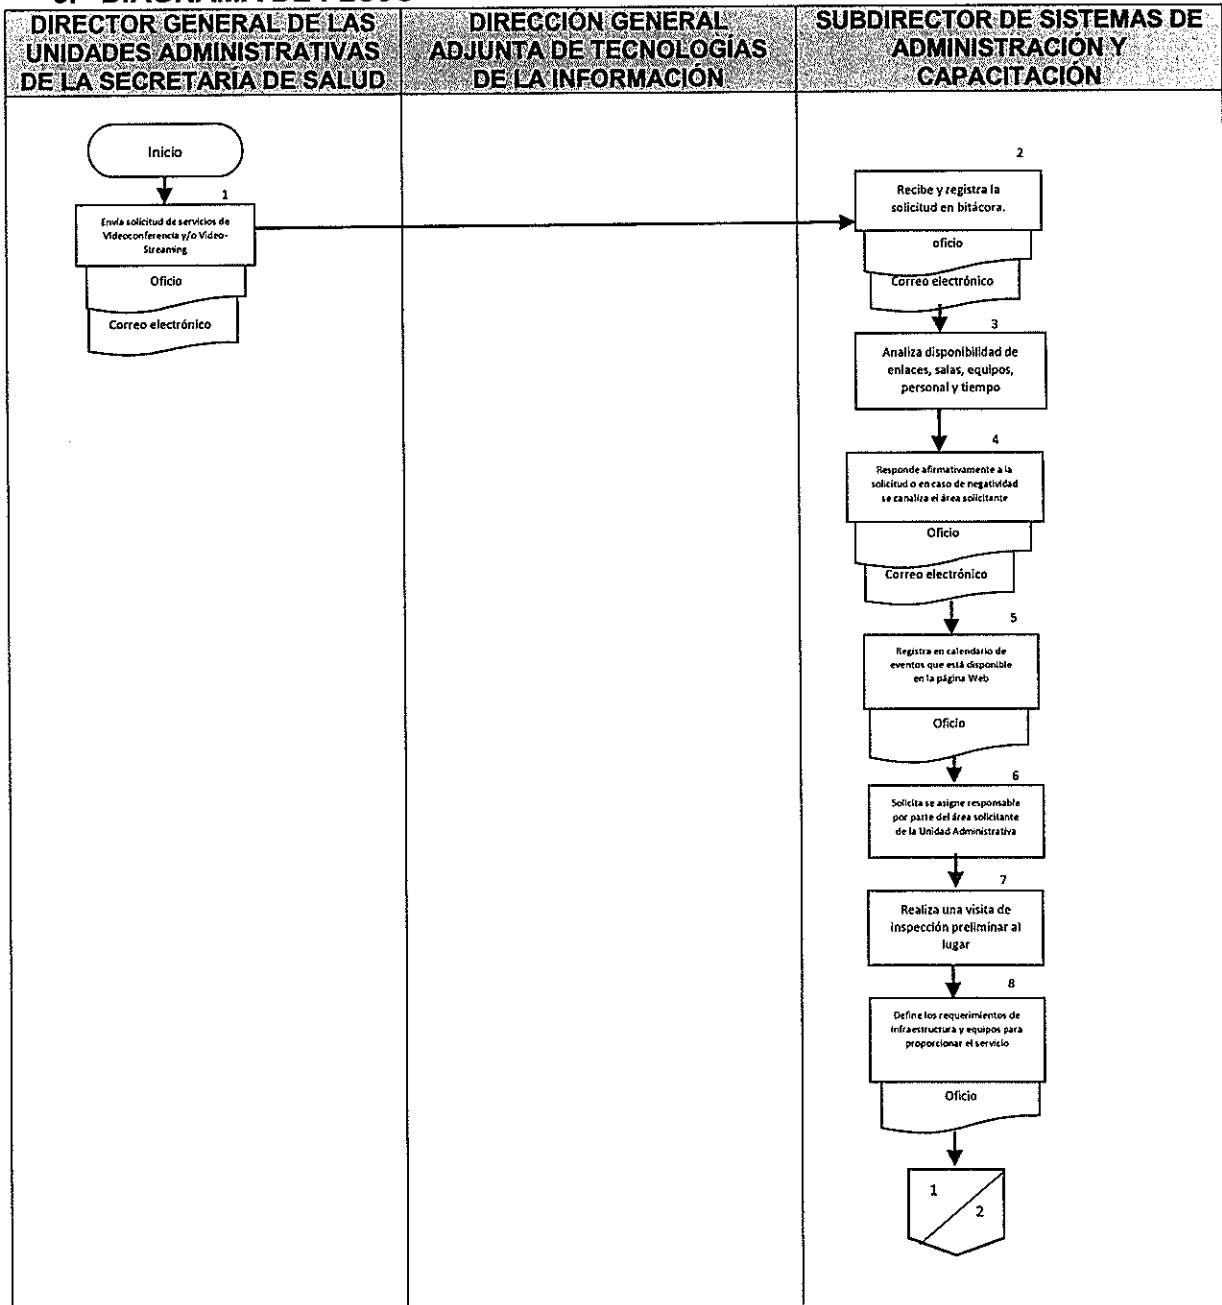 DIRECTOR GENERAL DE LAS
UNIDADES ADMINISTRATIVAS
DE LA SECRETARÍA DE SALUD
DIRECCIÓN GENERAL
ADJUNTA DE TECNOLOGÍAS
DE LA INFORMACIÓN
SUBDIRECTOR DE SISTEMAS DE
ADMINISTRACIÓN Y
CAPACITACIÓN
Inicio
1
Envía solicitud de servicios de
Videoconferencia y/o Video-
Streaming
Oficio
Correo electrónico
2
Recibe y registra la
solicitud en bitácora.
oficio
Correo electrónico
3
Analiza disponibilidad de
enlaces, salas, equipos,
personal y tiempo
4
Responde afirmativamente a la
solicitud o en caso de negatividad
se canaliza el área solicitante
Oficio
Correo electrónico
5
Registra en calendario de
eventos que está disponible
en la página Web
Oficio
6
Solicita se asigne responsable
por parte del área solicitante
de la Unidad Administrativa
7
Realiza una visita de
inspección preliminar al
lugar
8
Define los requerimientos de
infraestructura y equipos para
proporcionar el servicio
Oficio
1
2